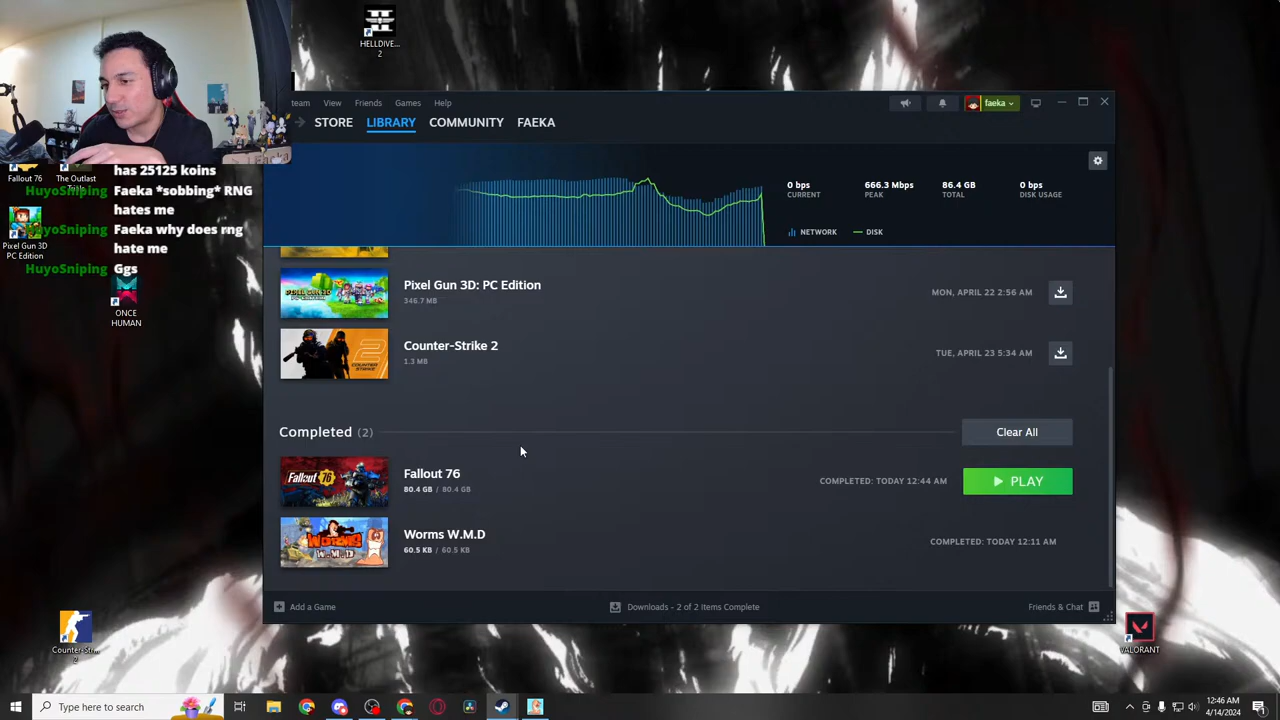 HELLDIVE...
2
Steam
View
Friends
Games
Help
faeka
STORE
LIBRARY
COMMUNITY
FAEKA
0 bps
CURRENT
666.3 Mbps
PEAK
86.4 GB
TOTAL
0 bps
DISK USAGE
NETWORK
DISK
has 25125 koins
HuyoSniping Faeka *sobbing* RNG
hates me
HuyoSniping Faeka why does rng
hate me
HuyoSniping Ggs
Fallout 76
The Outlast
Pixel Gun 3D
PC Edition
ONCE
HUMAN
Pixel Gun 3D: PC Edition
346.7 MB
MON, APRIL 22 2:56 AM
Counter-Strike 2
1.3 MB
TUE, APRIL 23 5:34 AM
Completed (2)
Clear All
Fallout 76
80.4 GB / 80.4 GB
COMPLETED: TODAY 12:44 AM
PLAY
Worms W.M.D
60.5 KB / 60.5 KB
COMPLETED: TODAY 12:11 AM
Add a Game
Downloads - 2 of 2 Items Complete
Friends & Chat
Counter-Stri...
2
VALORANT
Type here to search
12:46 AM
4/14/2024